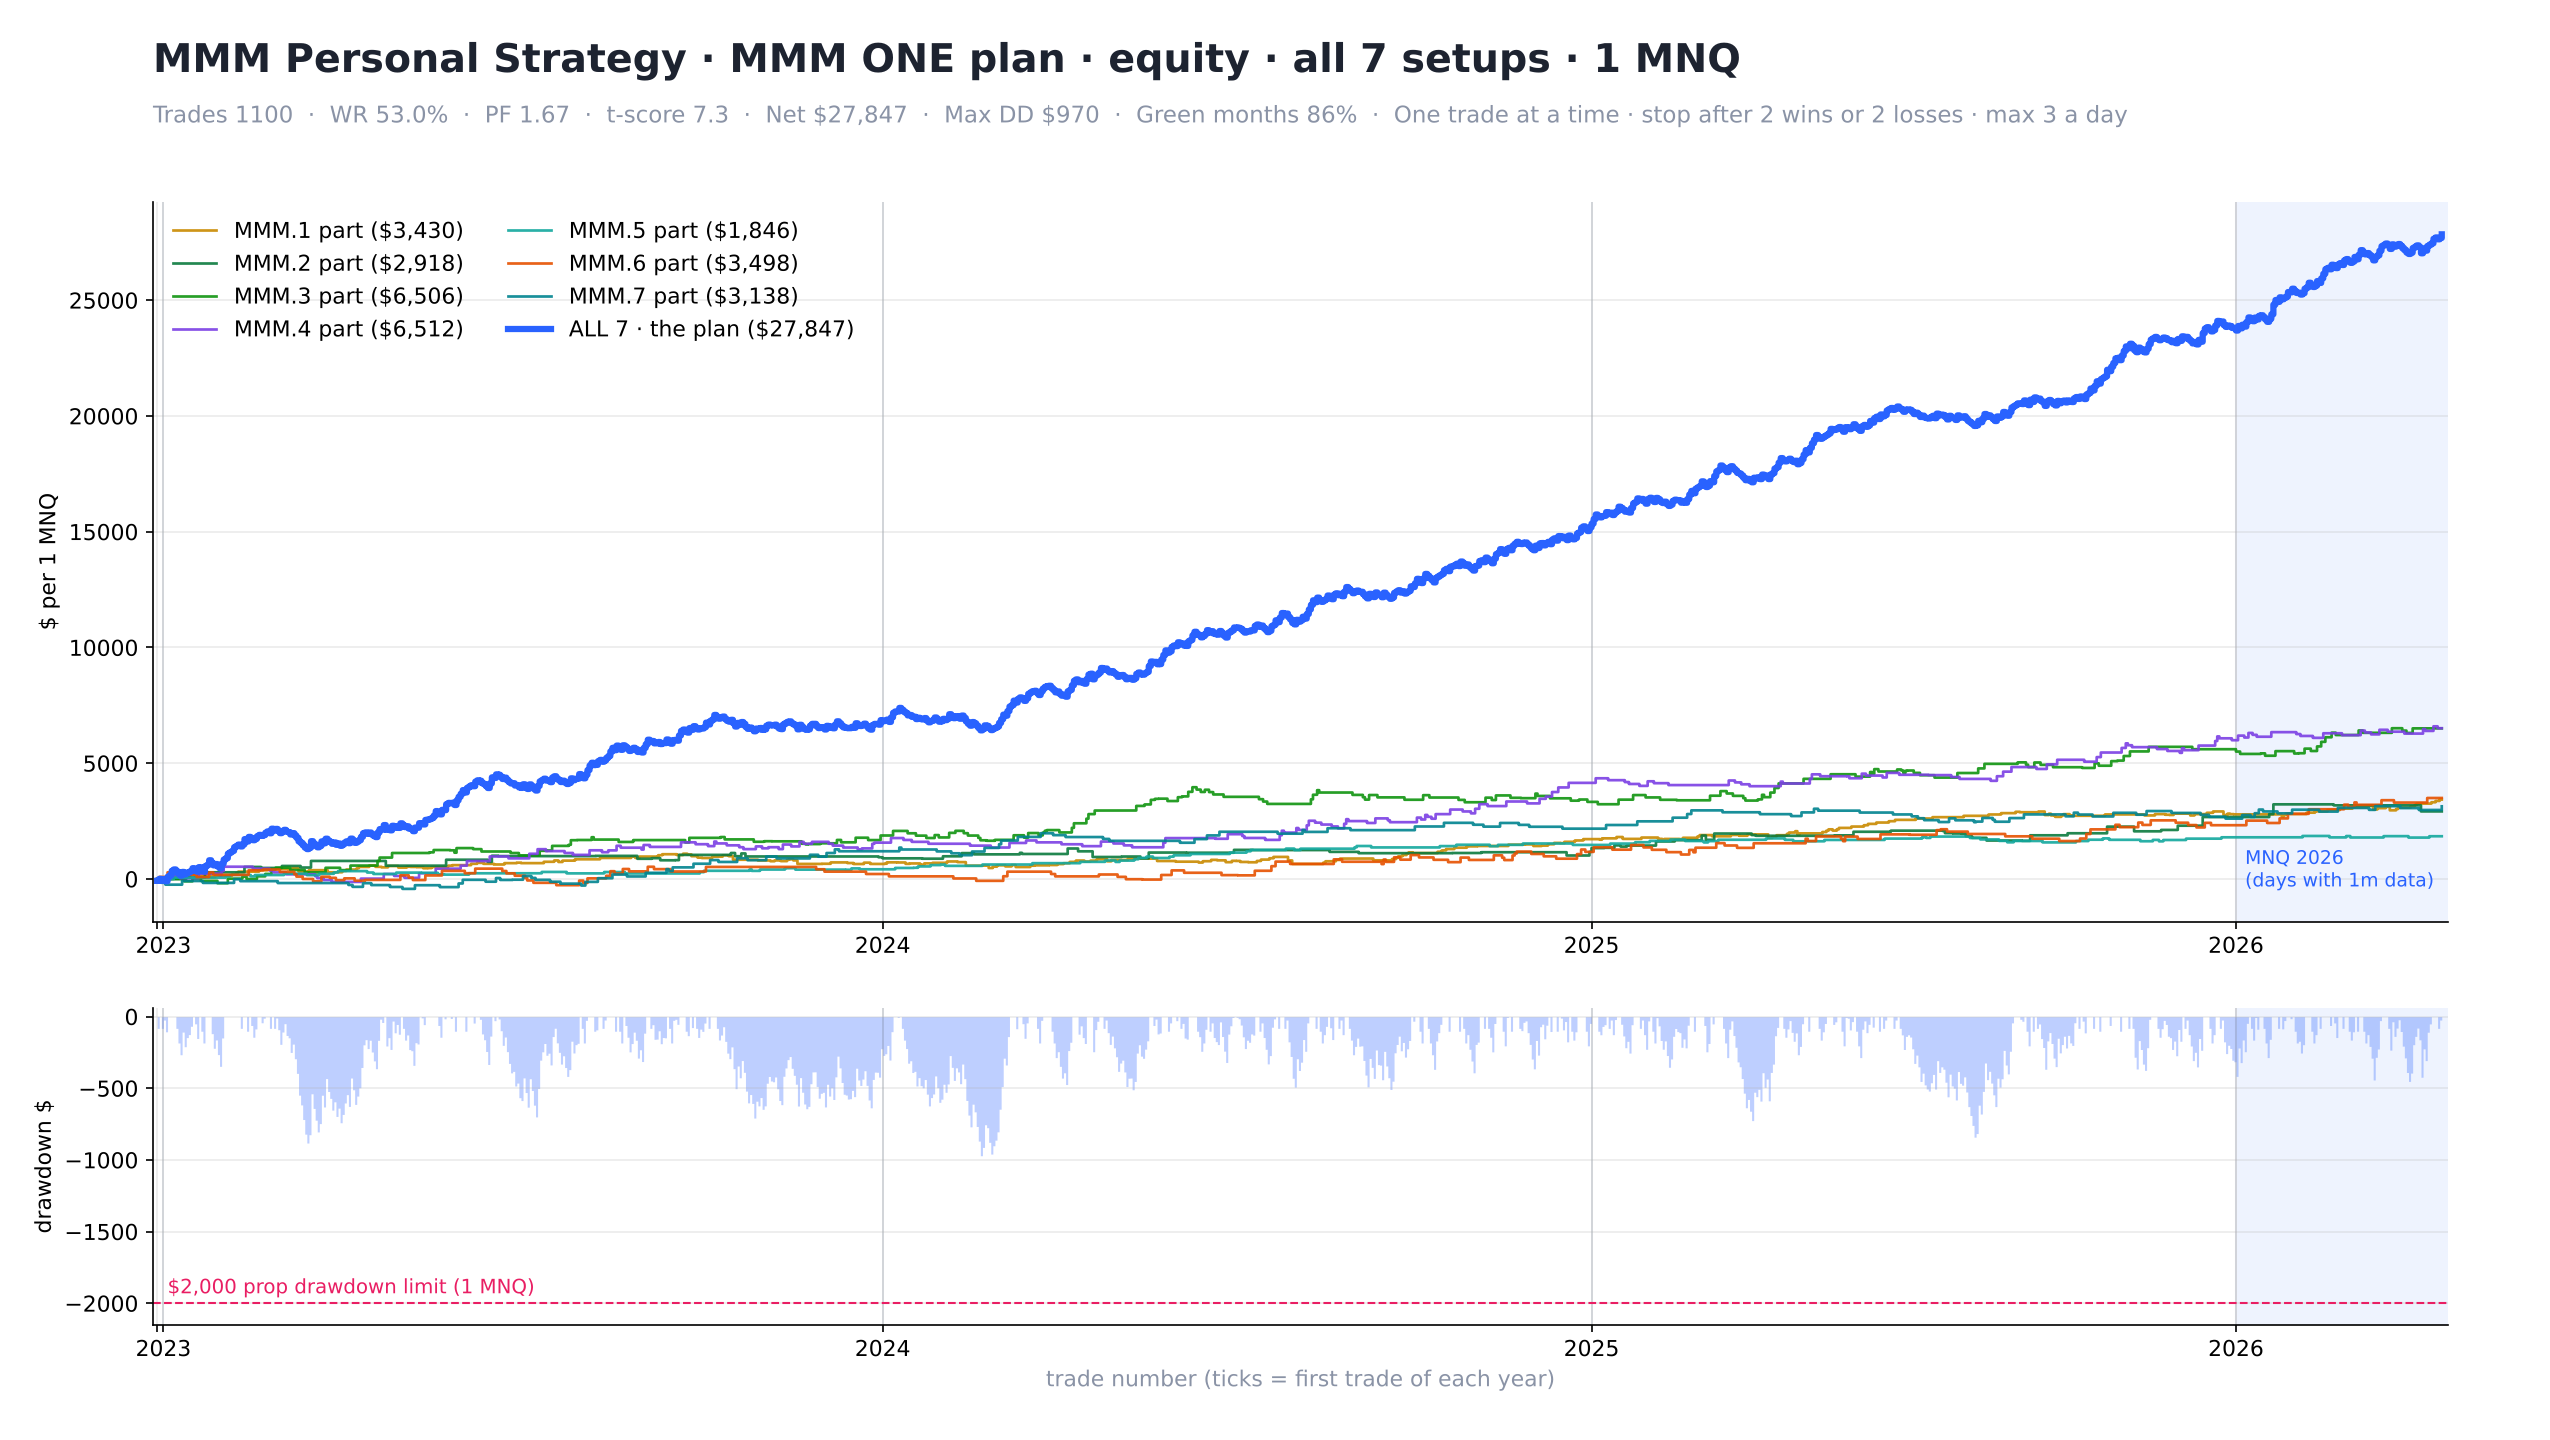 MMM Personal Strategy · MMM ONE plan · equity · all 7 setups · 1 MNQ
Trades 1100 · WR 53.0% · PF 1.67 · t-score 7.3 · Net $27,847 · Max DD $970 · Green months 86% · One trade at a time · stop after 2 wins or 2 losses · max 3 a day
MMM.1 part ($3,430)
MMM.2 part ($2,918)
MMM.3 part ($6,506)
MMM.4 part ($6,512)
MMM.5 part ($1,846)
MMM.6 part ($3,498)
MMM.7 part ($3,138)
ALL 7 · the plan ($27,847)
$ per 1 MNQ
25000
20000
15000
10000
5000
0
MNQ 2026
(days with 1m data)
2023
2024
2025
2026
drawdown $
0
−500
−1000
−1500
−2000
$2,000 prop drawdown limit (1 MNQ)
2023
2024
2025
2026
trade number (ticks = first trade of each year)